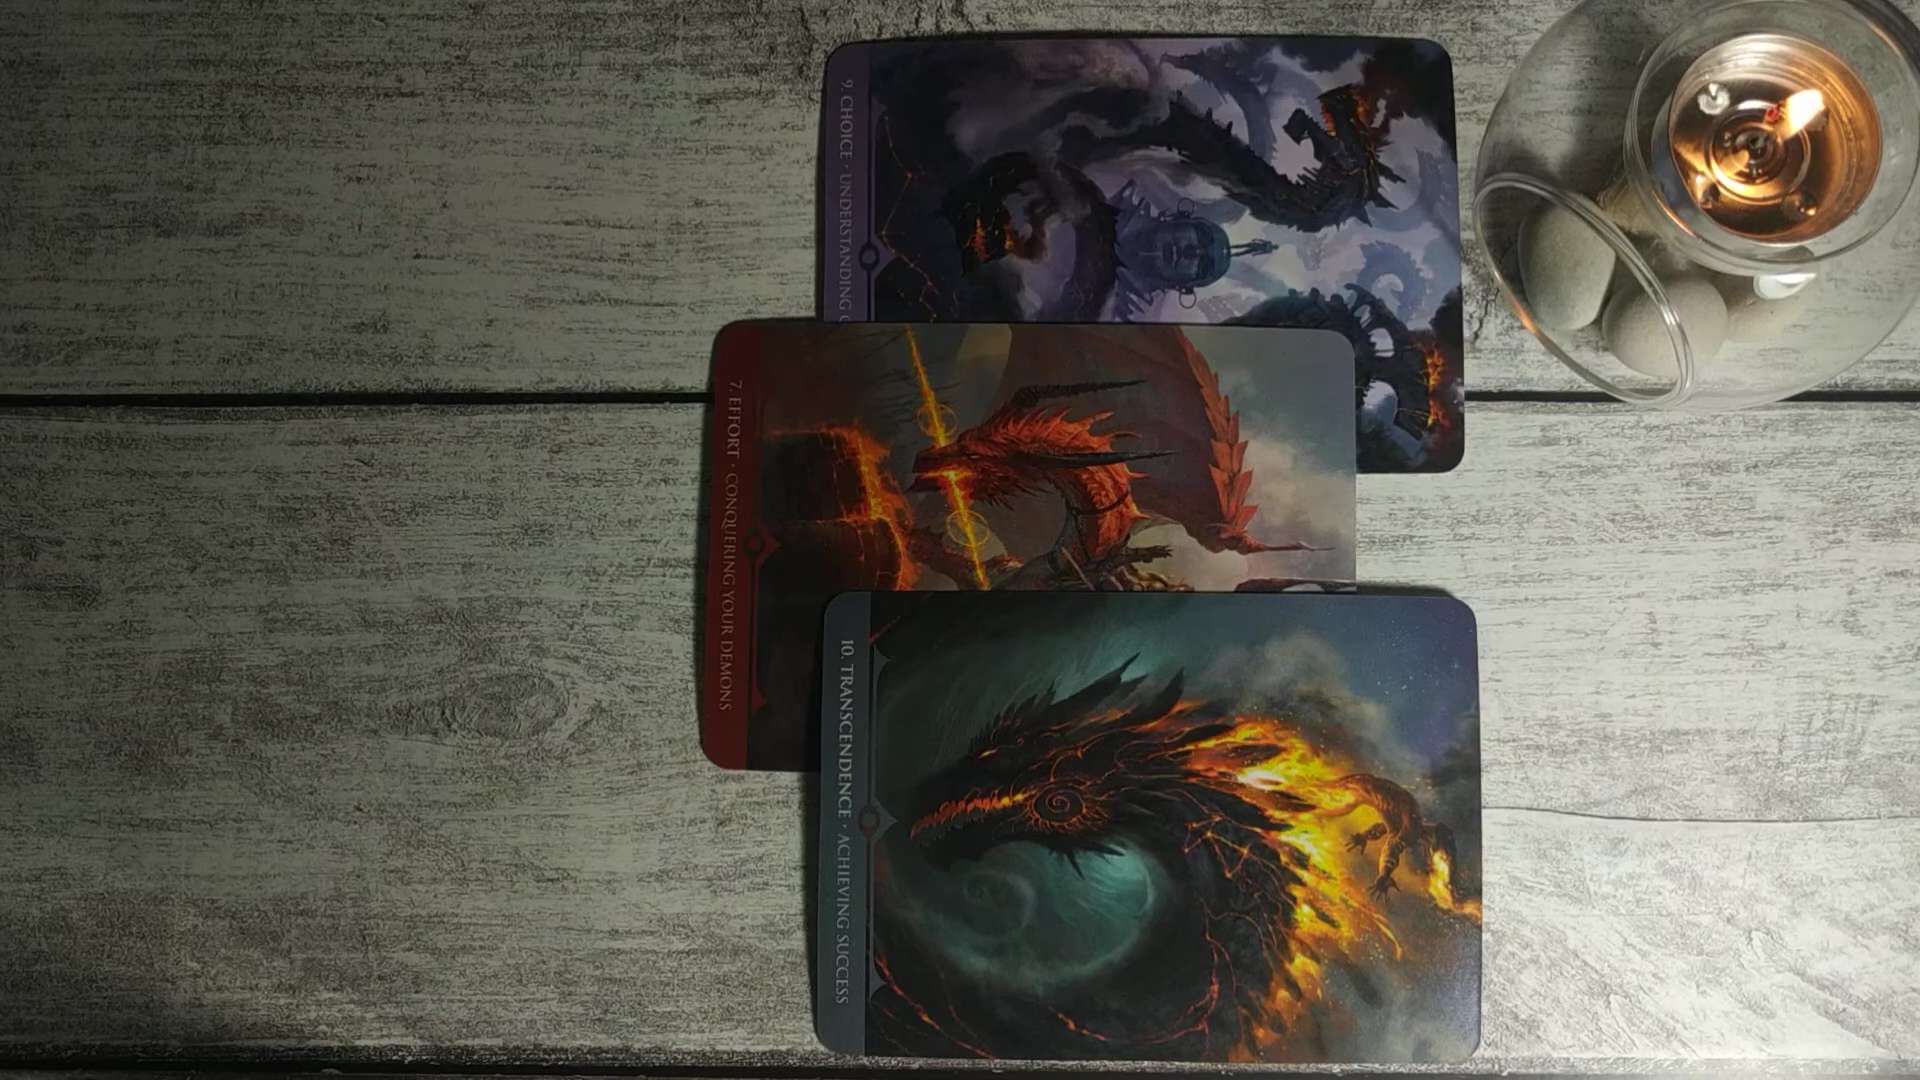 9. CHOICE · UNDERSTANDING
7. EFFORT · CONQUERING YOUR DEMONS
10. TRANSCENDENCE · ACHIEVING SUCCESS